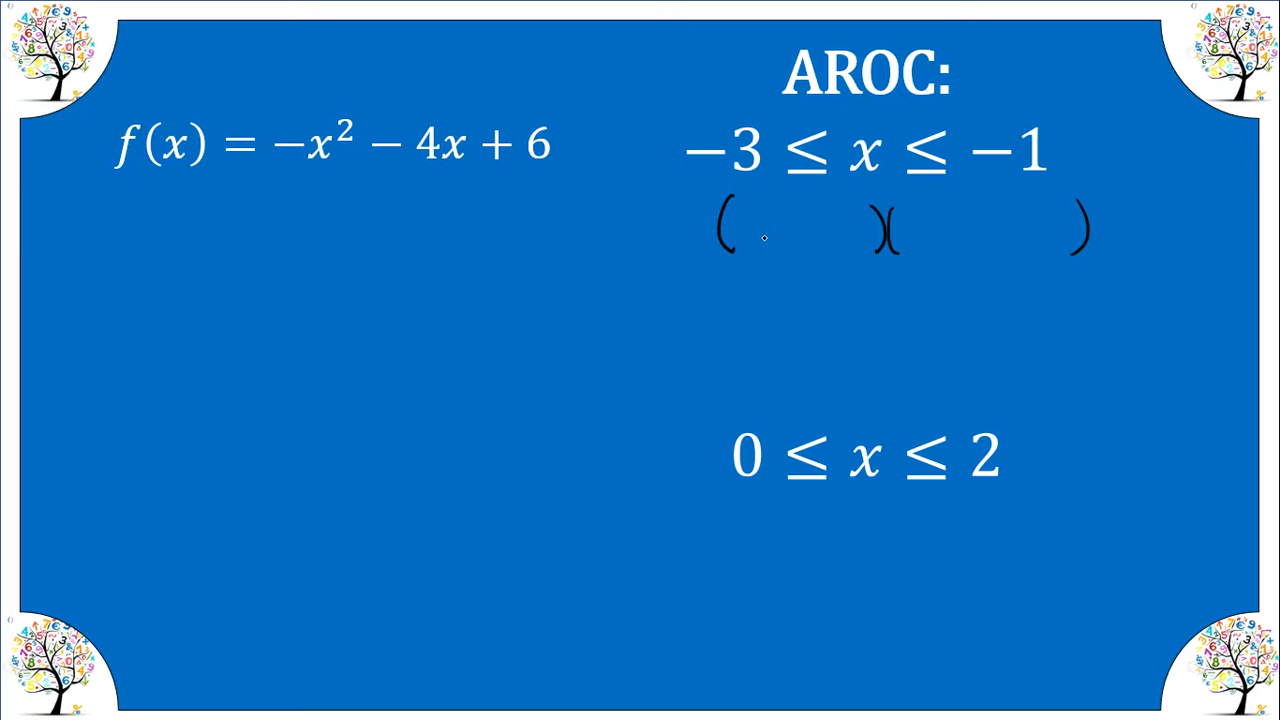 AROC:
f(x) = −x² − 4x + 6
−3 ≤ x ≤ −1
( )( )
0 ≤ x ≤ 2